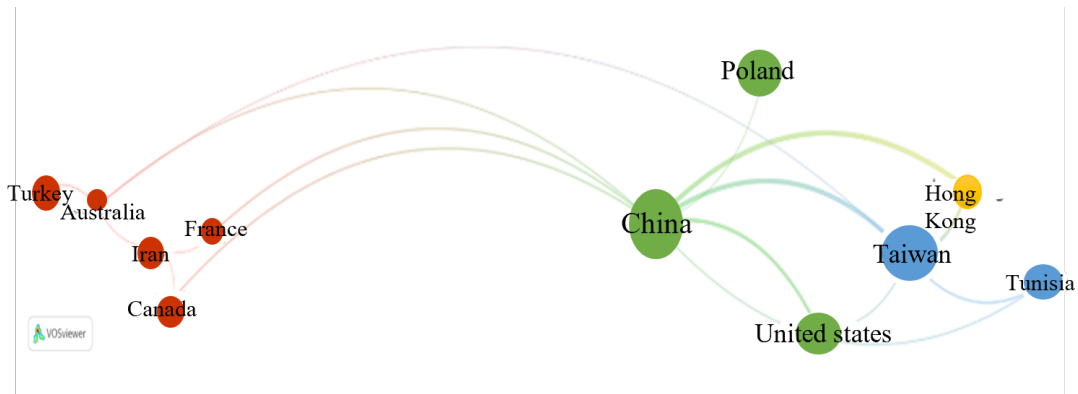 Poland
Turkey
Australia
Hong
Kong
France
China
Iran
Taiwan
Tunisia
Canada
VOSviewer
United states